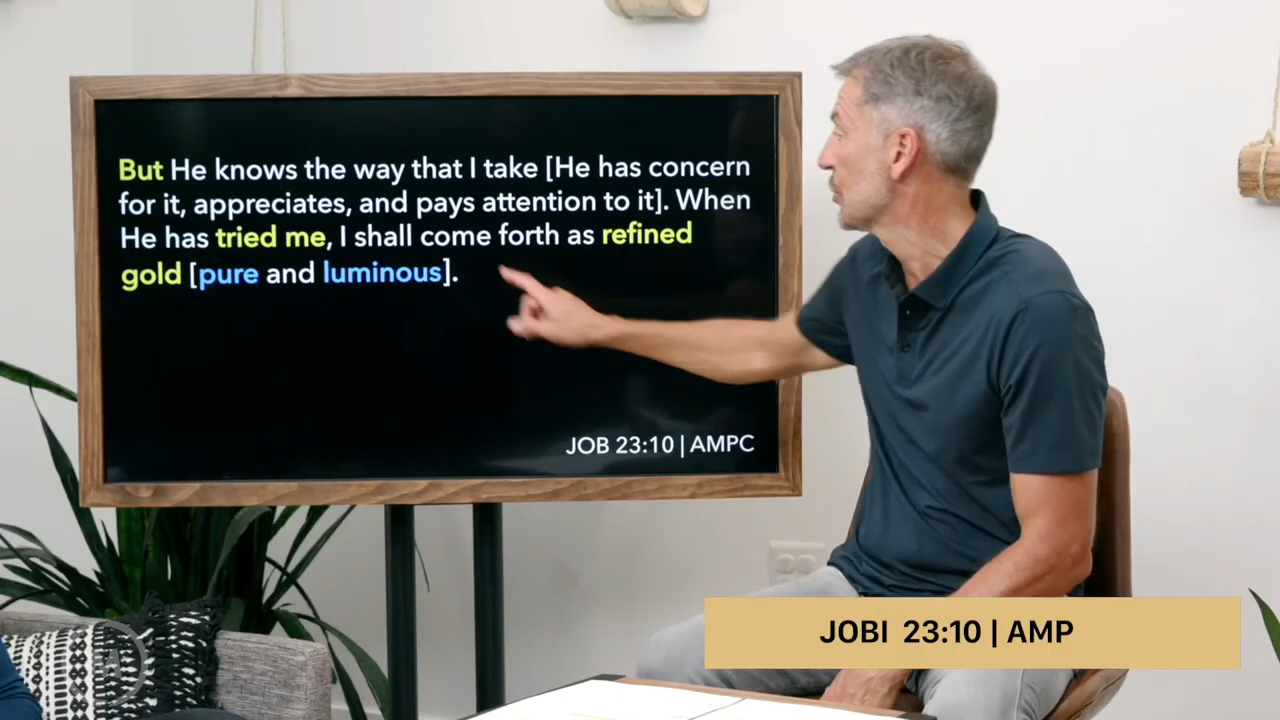 But He knows the way that I take [He has concern
for it, appreciates, and pays attention to it]. When
He has tried me, I shall come forth as refined
gold [pure and luminous].
JOB 23:10 | AMPC
JOBI 23:10 | AMP